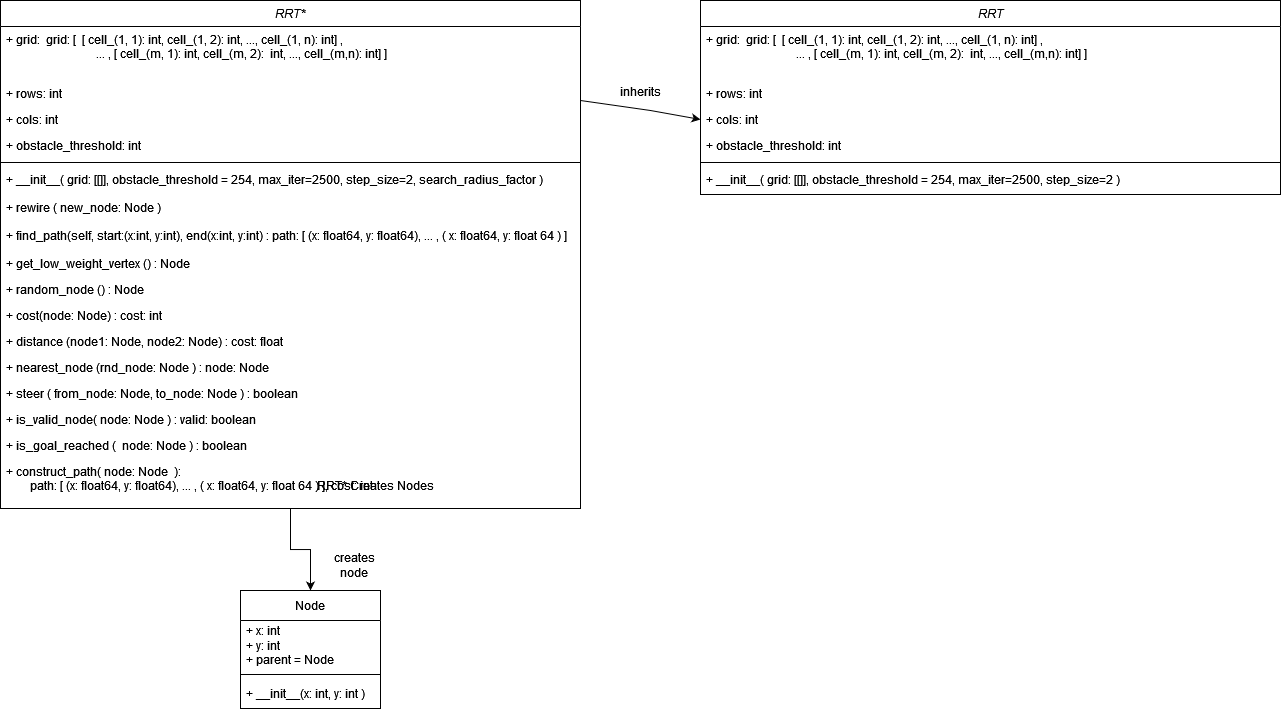 RRT*
+ grid:  grid: [  [ cell_(1, 1): int, cell_(1, 2): int, ..., cell_(1, n): int] ,
... , [ cell_(m, 1): int, cell_(m, 2):  int, ..., cell_(m,n): int] ]
+ rows: int
+ cols: int
+ obstacle_threshold: int
+ __init__( grid: [[]], obstacle_threshold = 254, max_iter=2500, step_size=2, search_radius_factor )
+ rewire ( new_node: Node )
+ find_path(self, start:(x:int, y:int), end(x:int, y:int) : path: [ (x: float64, y: float64), ... , ( x: float64, y: float 64 ) ]
+ get_low_weight_vertex () : Node
+ random_node () : Node
+ cost(node: Node) : cost: int
+ distance (node1: Node, node2: Node) : cost: float
+ nearest_node (rnd_node: Node ) : node: Node
+ steer ( from_node: Node, to_node: Node ) : boolean
+ is_valid_node( node: Node ) : valid: boolean
+ is_goal_reached (  node: Node ) : boolean
+ construct_path( node: Node  ):
path: [ (x: float64, y: float64), ... , ( x: float64, y: float 64 ) ], cost: int
RRT* Creates Nodes
inherits
RRT
+ grid:  grid: [  [ cell_(1, 1): int, cell_(1, 2): int, ..., cell_(1, n): int] ,
... , [ cell_(m, 1): int, cell_(m, 2):  int, ..., cell_(m,n): int] ]
+ rows: int
+ cols: int
+ obstacle_threshold: int
+ __init__( grid: [[]], obstacle_threshold = 254, max_iter=2500, step_size=2 )
creates
node
Node
+ x: int
+ y: int
+ parent = Node
+ __init__(x: int, y: int )